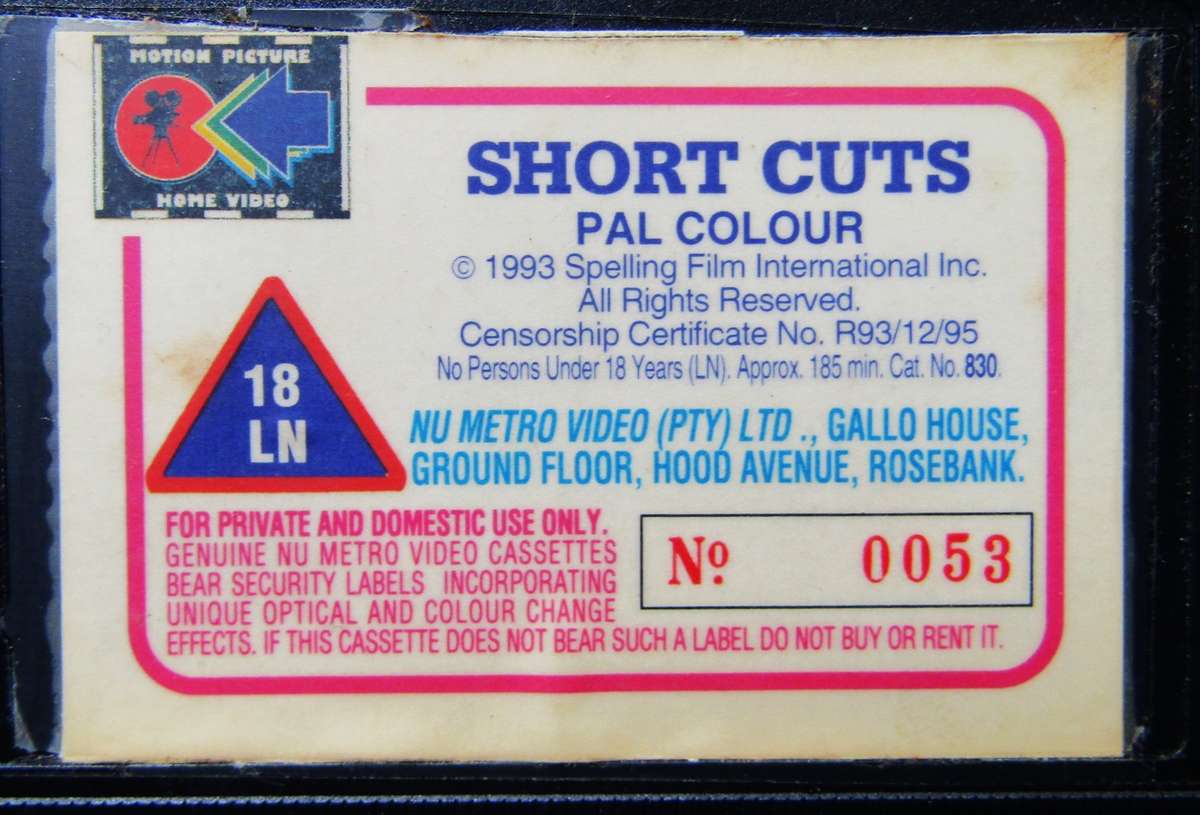 MOTION PICTURE
HOME VIDEO
SHORT CUTS
PAL COLOUR
© 1993 Spelling Film International Inc.
All Rights Reserved.
Censorship Certificate No. R93/12/95
No Persons Under 18 Years (LN). Approx. 185 min. Cat. No. 830.
18
LN
NU METRO VIDEO (PTY) LTD ., GALLO HOUSE,
GROUND FLOOR, HOOD AVENUE, ROSEBANK.
FOR PRIVATE AND DOMESTIC USE ONLY.
GENUINE NU METRO VIDEO CASSETTES
BEAR SECURITY LABELS INCORPORATING
UNIQUE OPTICAL AND COLOUR CHANGE
EFFECTS. IF THIS CASSETTE DOES NOT BEAR SUCH A LABEL DO NOT BUY OR RENT IT.
Nº 0053